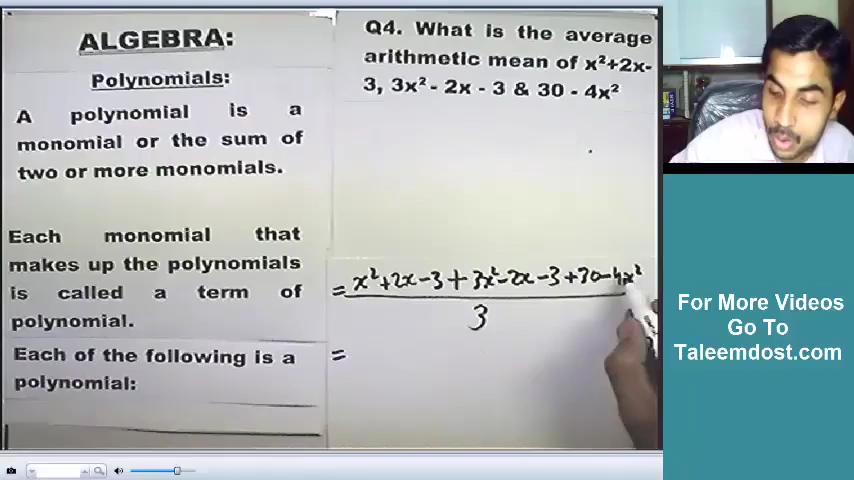 ALGEBRA:
Polynomials:
A polynomial is a
monomial or the sum of
two or more monomials.
Each monomial that
makes up the polynomials
is called a term of
polynomial.
Each of the following is a
polynomial:
Q4. What is the average
arithmetic mean of x²+2x-
3, 3x² - 2x - 3 & 30 - 4x²
= x²+2x-3+3x²-2x-3+30-4x²
3
=
For More Videos
Go To
Taleemdost.com